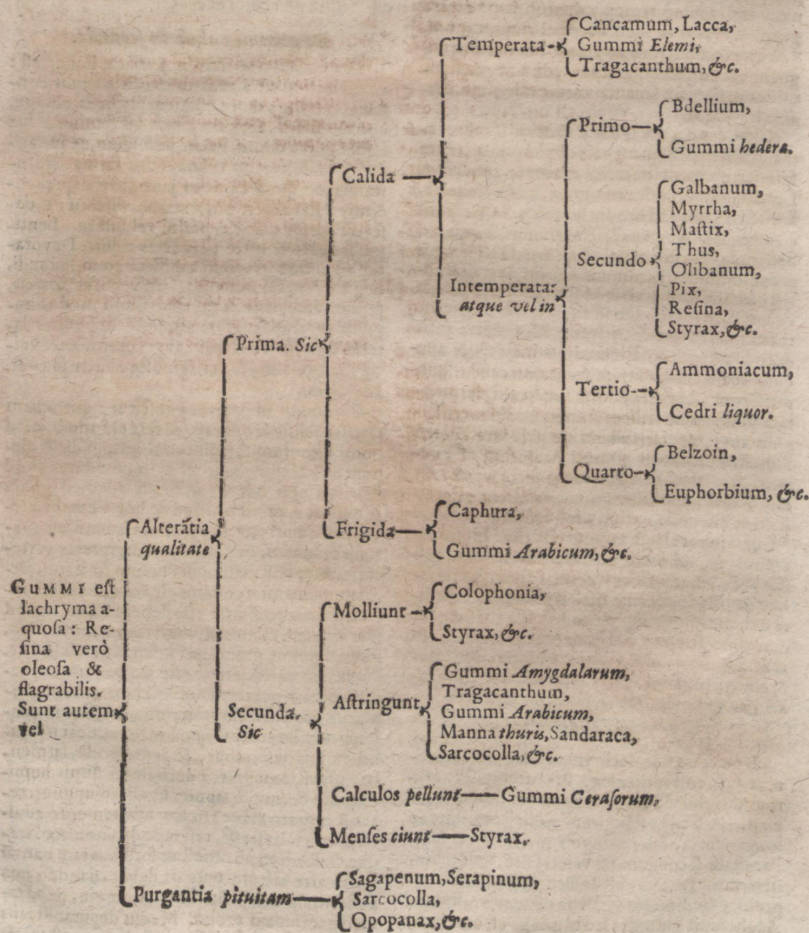 Temperata
Cancamum, Lacca,
Gummi Elemi,
Tragacanthum, &c.
Calida
Intemperata:
atque vel in
Primo
Bdellium,
Gummi hederæ.
Secundo
Galbanum,
Myrrha,
Maſtix,
Thus,
Olibanum,
Pix,
Reſina,
Styrax, &c.
Tertio
Ammoniacum,
Cedri liquor.
Quarto
Belzoin,
Euphorbium, &c.
Prima. Sic
Frigida
Caphura,
Gummi Arabicum, &c.
Alterātia
qualitate
GUMMI eſt
lachryma a-
quoſa: Re-
ſina verò
oleoſa &
flagrabilis.
Sunt autem
vel
Secunda.
Sic
Molliunt
Colophonia,
Styrax, &c.
Aſtringunt
Gummi Amygdalarum,
Tragacanthum,
Gummi Arabicum,
Manna thuris, Sandaraca,
Sarcocolla, &c.
Calculos pellunt — Gummi Ceraſorum,
Menſes ciunt — Styrax.
Purgantia pituitam
Sagapenum, Serapinum,
Sarcocolla,
Opopanax, &c.